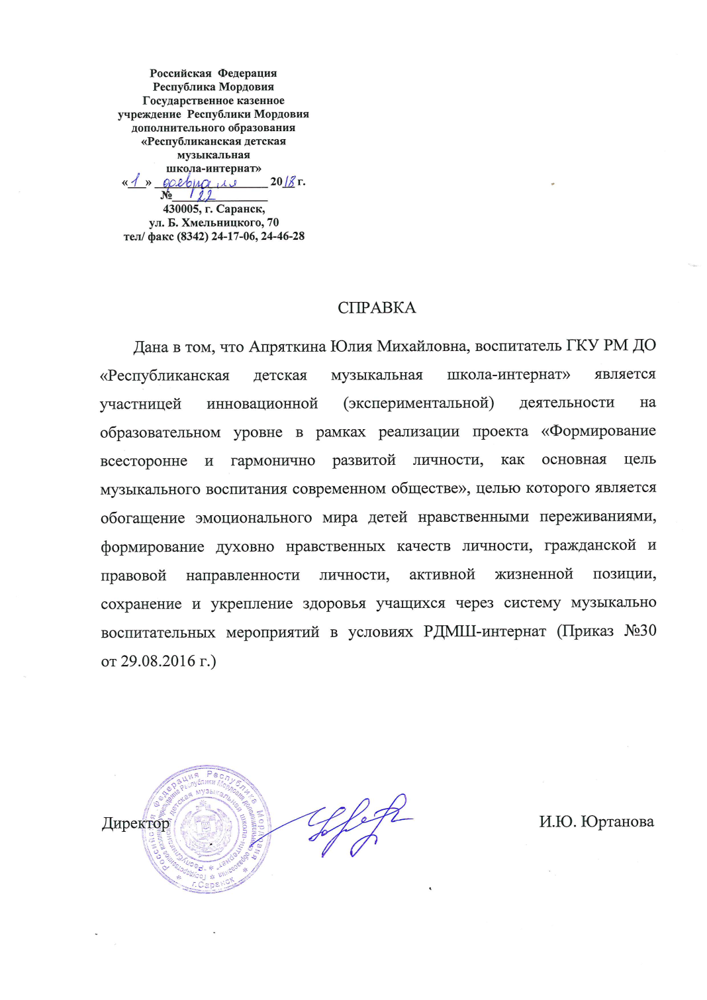 Российская Федерация
Республика Мордовия
Государственное казенное
учреждение Республики Мордовия
дополнительного образования
«Республиканская детская
музыкальная
школа-интернат»
«1» февраля 2018 г.
№ 22
430005, г. Саранск,
ул. Б. Хмельницкого, 70
тел/ факс (8342) 24-17-06, 24-46-28
СПРАВКА
Дана в том, что Апряткина Юлия Михайловна, воспитатель ГКУ РМ ДО
«Республиканская детская музыкальная школа-интернат» является
участницей инновационной (экспериментальной) деятельности на
образовательном уровне в рамках реализации проекта «Формирование
всесторонне и гармонично развитой личности, как основная цель
музыкального воспитания современном обществе», целью которого является
обогащение эмоционального мира детей нравственными переживаниями,
формирование духовно нравственных качеств личности, гражданской и
правовой направленности личности, активной жизненной позиции,
сохранение и укрепление здоровья учащихся через систему музыкально
воспитательных мероприятий в условиях РДМШ-интернат (Приказ №30
от 29.08.2016 г.)
Директор И.Ю. Юртанова
Российская Федерация Республика Мордовия
Государственное казенное учреждение Республики Мордовия дополнительного образования
"Республиканская детская музыкальная школа-интернат"
г.Саранск